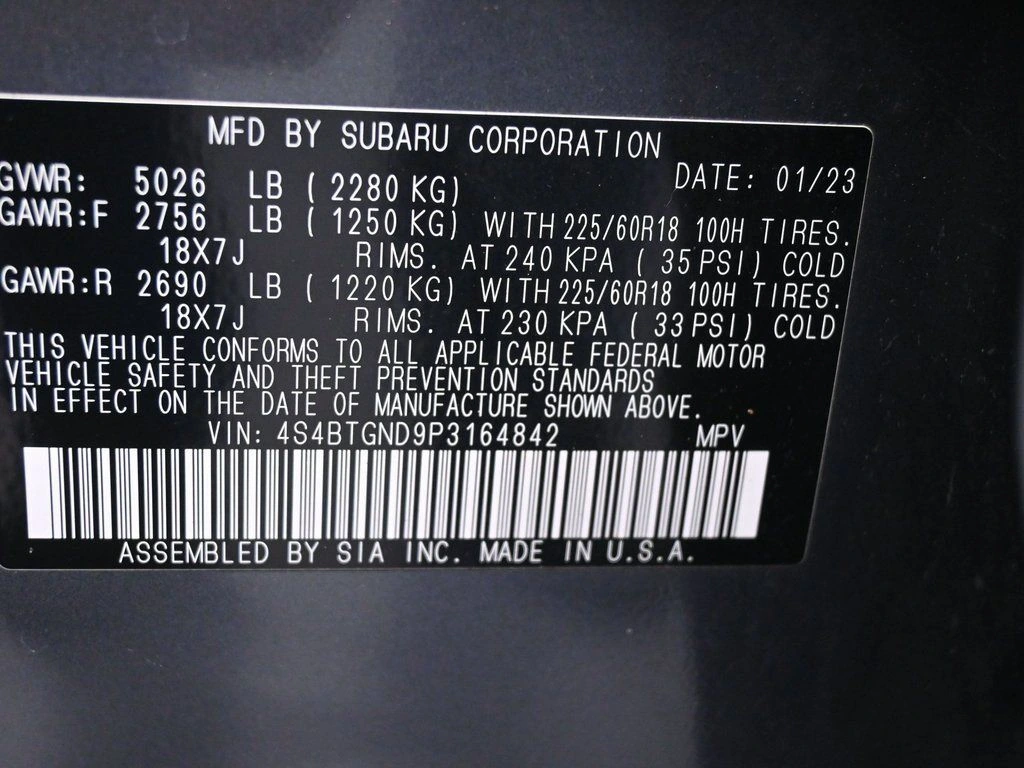 MFD BY SUBARU CORPORATION
DATE: 01/23
GVWR: 5026 LB ( 2280 KG)
GAWR:F 2756 LB ( 1250 KG) WITH 225/60R18 100H TIRES.
18X7J RIMS. AT 240 KPA ( 35 PSI) COLD
GAWR:R 2690 LB ( 1220 KG) WITH 225/60R18 100H TIRES.
18X7J RIMS. AT 230 KPA ( 33 PSI) COLD
THIS VEHICLE CONFORMS TO ALL APPLICABLE FEDERAL MOTOR
VEHICLE SAFETY AND THEFT PREVENTION STANDARDS
IN EFFECT ON THE DATE OF MANUFACTURE SHOWN ABOVE.
VIN: 4S4BTGND9P3164842 MPV
ASSEMBLED BY SIA INC. MADE IN U.S.A.